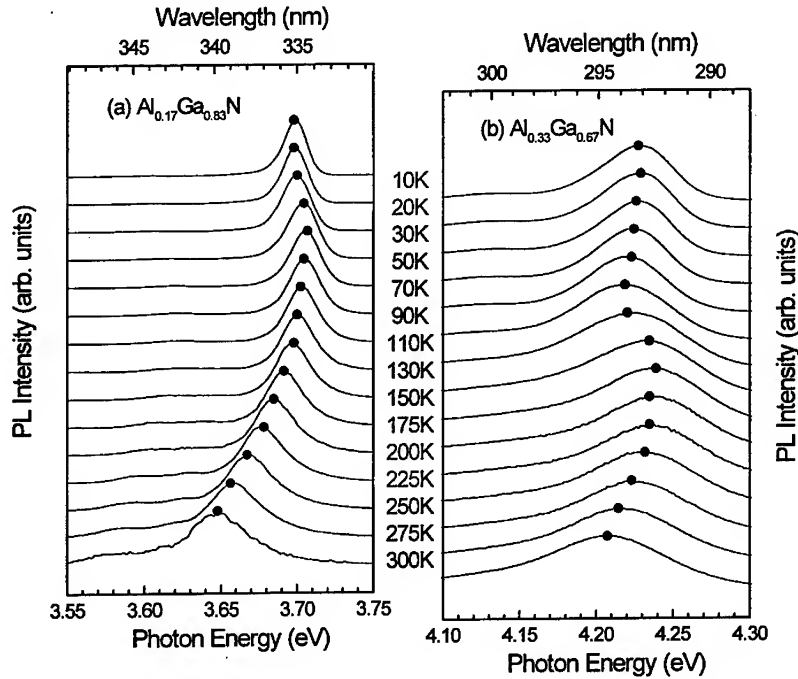 Wavelength (nm)
345 340 335
(a) Al0.17Ga0.83N
PL Intensity (arb. units)
3.55 3.60 3.65 3.70 3.75
Photon Energy (eV)
10K
20K
30K
50K
70K
90K
110K
130K
150K
175K
200K
225K
250K
275K
300K
Wavelength (nm)
300 295 290
(b) Al0.33Ga0.67N
PL Intensity (arb. units)
4.10 4.15 4.20 4.25 4.30
Photon Energy (eV)